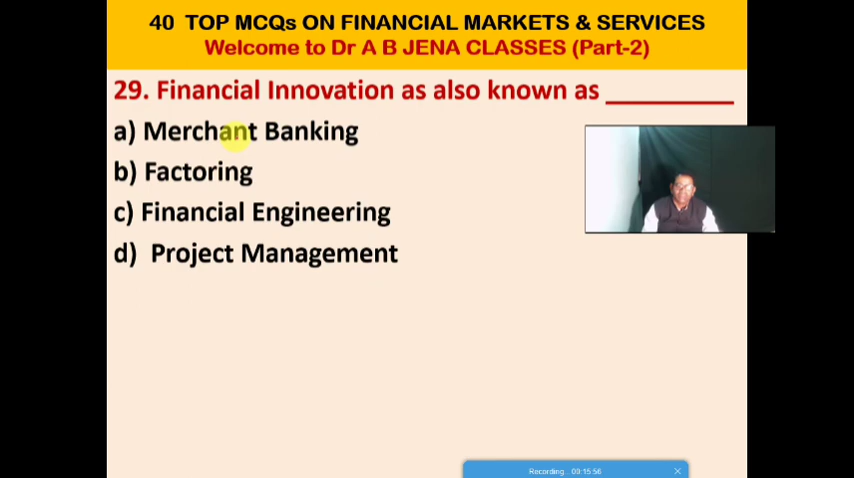 40 TOP MCQs ON FINANCIAL MARKETS & SERVICES
Welcome to Dr A B JENA CLASSES (Part-2)
29. Financial Innovation as also known as __________
a) Merchant Banking
b) Factoring
c) Financial Engineering
d) Project Management
Recording... 09:15:56